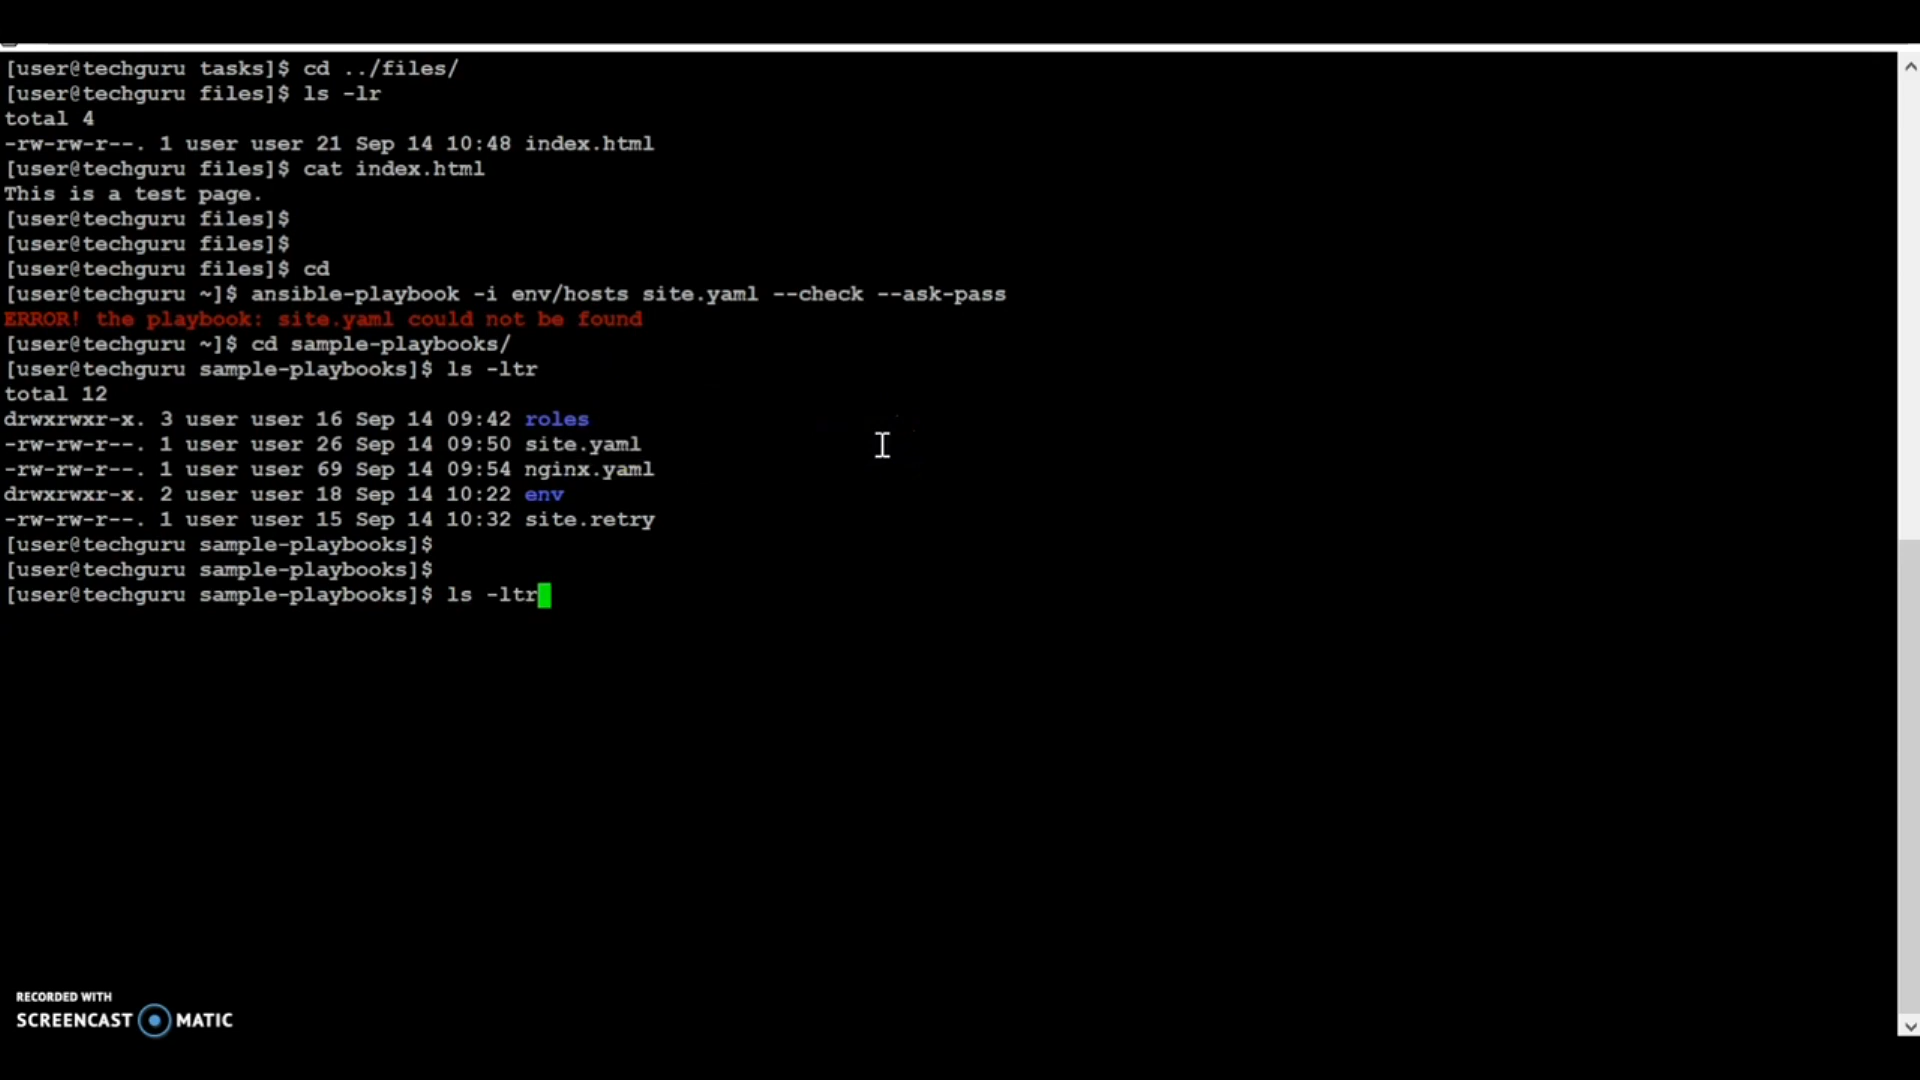 [user@techguru tasks]$ cd ../files/
[user@techguru files]$ ls -lr
total 4
-rw-rw-r--. 1 user user 21 Sep 14 10:48 index.html
[user@techguru files]$ cat index.html
This is a test page.
[user@techguru files]$
[user@techguru files]$
[user@techguru files]$ cd
[user@techguru ~]$ ansible-playbook -i env/hosts site.yaml --check --ask-pass
ERROR! the playbook: site.yaml could not be found
[user@techguru ~]$ cd sample-playbooks/
[user@techguru sample-playbooks]$ ls -ltr
total 12
drwxrwxr-x. 3 user user 16 Sep 14 09:42 roles
-rw-rw-r--. 1 user user 26 Sep 14 09:50 site.yaml
-rw-rw-r--. 1 user user 69 Sep 14 09:54 nginx.yaml
drwxrwxr-x. 2 user user 18 Sep 14 10:22 env
-rw-rw-r--. 1 user user 15 Sep 14 10:32 site.retry
[user@techguru sample-playbooks]$
[user@techguru sample-playbooks]$
[user@techguru sample-playbooks]$ ls -ltr
RECORDED WITH
SCREENCAST MATIC